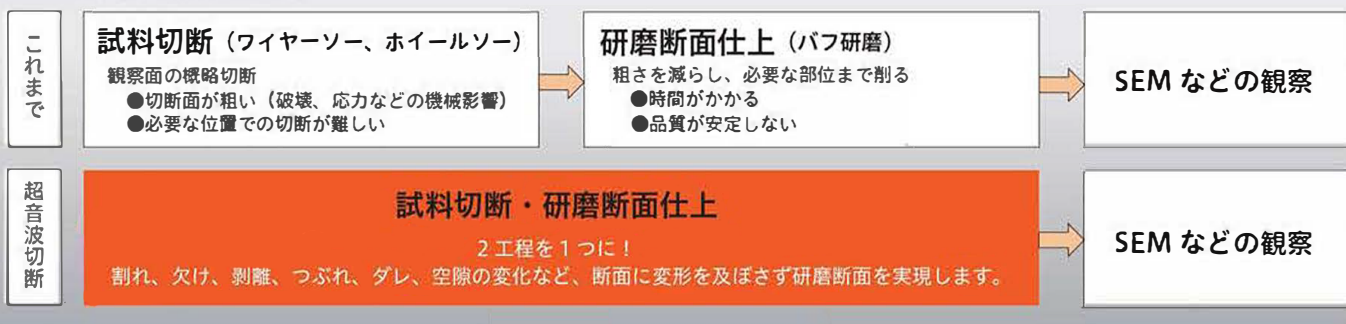 これまで
試料切断（ワイヤーソー、ホイールソー）
観察面の概略切断
●切断面が粗い（破壊、応力などの機械影響）
●必要な位置での切断が難しい
研磨断面仕上（バフ研磨）
粗さを減らし、必要な部位まで削る
●時間がかかる
●品質が安定しない
SEM などの観察
超音波切断
試料切断・研磨断面仕上
2工程を1つに！
割れ、欠け、剥離、つぶれ、ダレ、空隙の変化など、断面に変形を及ぼさず研磨断面を実現します。
SEM などの観察